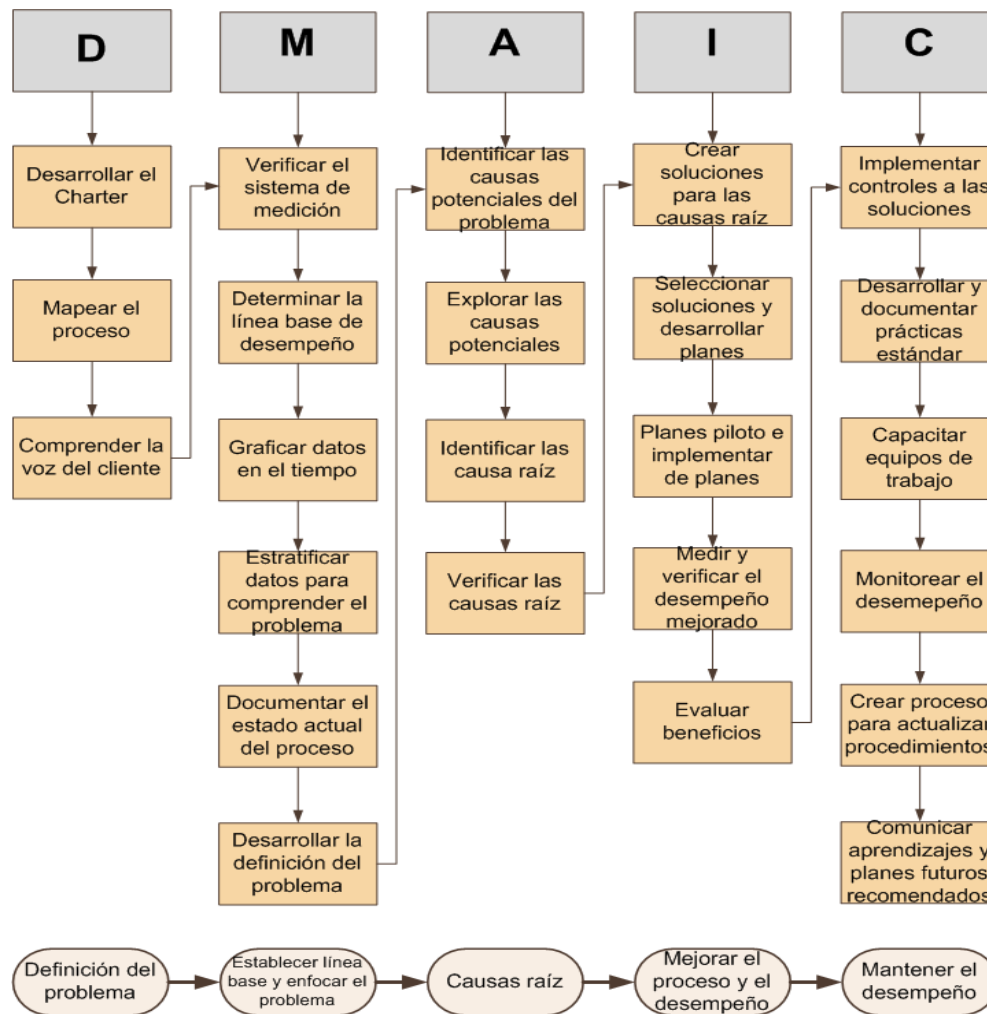 D
Desarrollar el
Charter
Mapear el
proceso
Comprender la
voz del cliente
M
Verificar el
sistema de
medición
Determinar la
línea base de
desempeño
Graficar datos
en el tiempo
Estratificar
datos para
comprender el
problema
Documentar el
estado actual
del proceso
Desarrollar la
definición del
problema
A
Identificar las
causas
potenciales del
problema
Explorar las
causas
potenciales
Identificar las
causa raíz
Verificar las
causas raíz
I
Crear
soluciones
para las
causas raíz
Seleccionar
soluciones y
desarrollar
planes
Planes piloto e
implementar
de planes
Medir y
verificar el
desempeño
mejorado
Evaluar
beneficios
C
Implementar
controles a las
soluciones
Desarrollar y
documentar
prácticas
estándar
Capacitar
equipos de
trabajo
Monitorear el
desemepeño
Crear proceso
para actualizar
procedimientos
Comunicar
aprendizajes y
planes futuros
recomendados
Definición del
problema
Establecer línea
base y enfocar el
problema
Causas raíz
Mejorar el
proceso y el
desempeño
Mantener el
desempeño